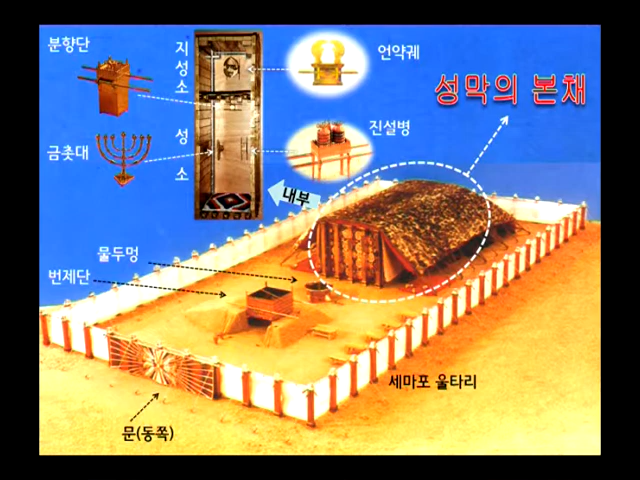 분향단
지성소
언약궤
성막의 본채
금촛대
성소
진설병
내부
물두멍
번제단
세마포 울타리
문(동쪽)